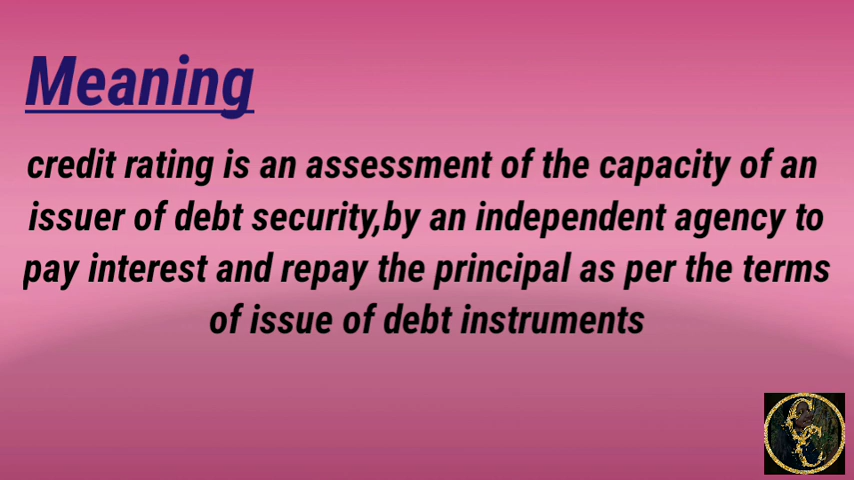 Meaning
credit rating is an assessment of the capacity of an
issuer of debt security,by an independent agency to
pay interest and repay the principal as per the terms
of issue of debt instruments